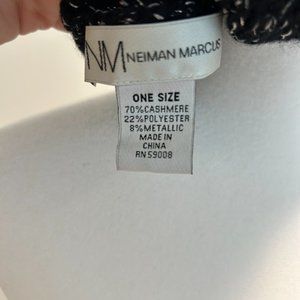 NM NEIMAN MARCUS
ONE SIZE
70%CASHMERE
22%POLYESTER
8%METALLIC
MADE IN
CHINA
RN 59008